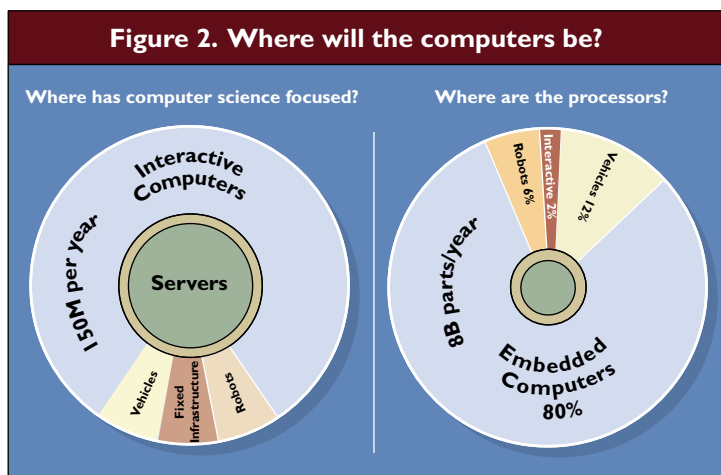 Figure 2. Where will the computers be?
Where has computer science focused?
Interactive
Computers
150M per year
Servers
Vehicles
Fixed
Infrastructure
Robots
Where are the processors?
Robots 6%
Interactive 2%
Vehicles 12%
8B parts/year
Embedded
Computers
80%